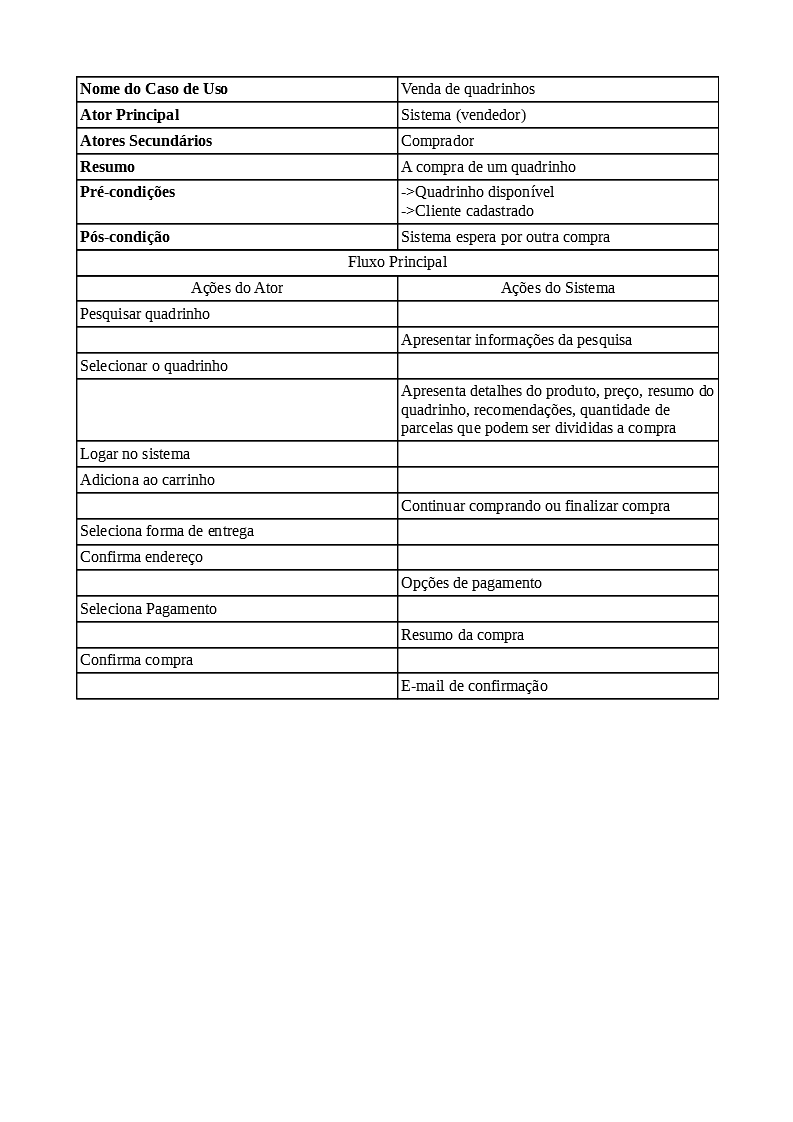 Nome do Caso de Uso Venda de quadrinhos
Ator Principal Sistema (vendedor)
Atores Secundários Comprador
Resumo A compra de um quadrinho
Pré-condições ->Quadrinho disponível
->Cliente cadastrado
Pós-condição Sistema espera por outra compra
Fluxo Principal
Ações do Ator Ações do Sistema
Pesquisar quadrinho
Apresentar informações da pesquisa
Selecionar o quadrinho
Apresenta detalhes do produto, preço, resumo do
quadrinho, recomendações, quantidade de
parcelas que podem ser divididas a compra
Logar no sistema
Adiciona ao carrinho
Continuar comprando ou finalizar compra
Seleciona forma de entrega
Confirma endereço
Opções de pagamento
Seleciona Pagamento
Resumo da compra
Confirma compra
E-mail de confirmação